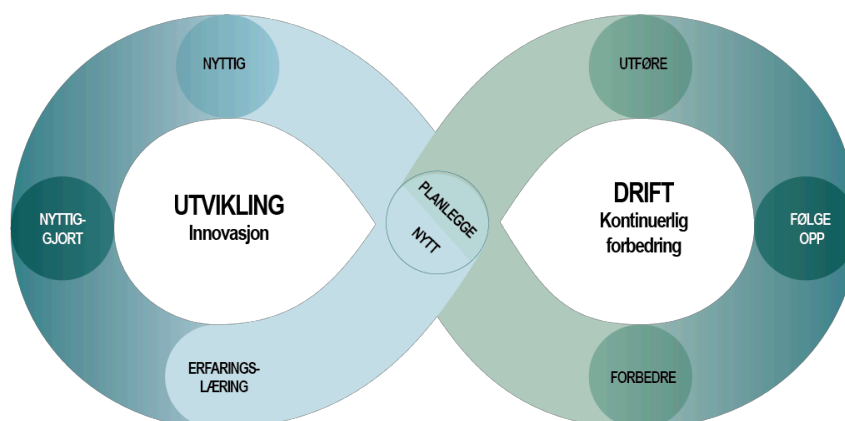 NYTTIG
UTFØRE
NYTTIG-
GJORT
UTVIKLING
Innovasjon
PLANLEGGE
NYTT
DRIFT
Kontinuerlig
forbedring
FØLGE
OPP
ERFARINGS-
LÆRING
FORBEDRE